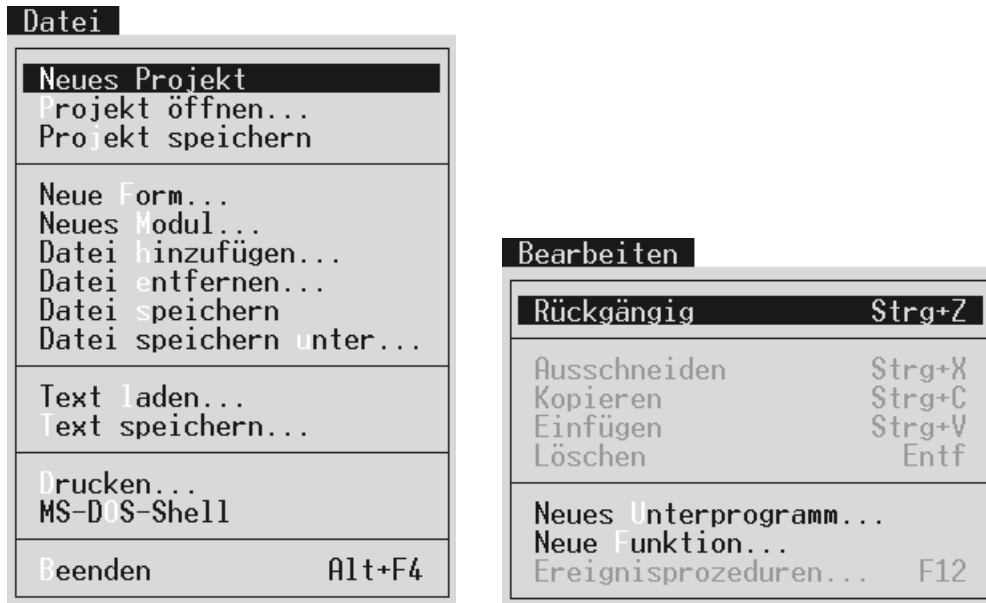 Datei
Neues Projekt
Projekt öffnen...
Projekt speichern
Neue Form...
Neues Modul...
Datei hinzufügen...
Datei entfernen...
Datei speichern
Datei speichern unter...
Text laden...
Text speichern...
Drucken...
MS-DOS-Shell
Beenden Alt+F4
Bearbeiten
Rückgängig Strg+Z
Ausschneiden Strg+X
Kopieren Strg+C
Einfügen Strg+V
Löschen Entf
Neues Unterprogramm...
Neue Funktion...
Ereignisprozeduren... F12